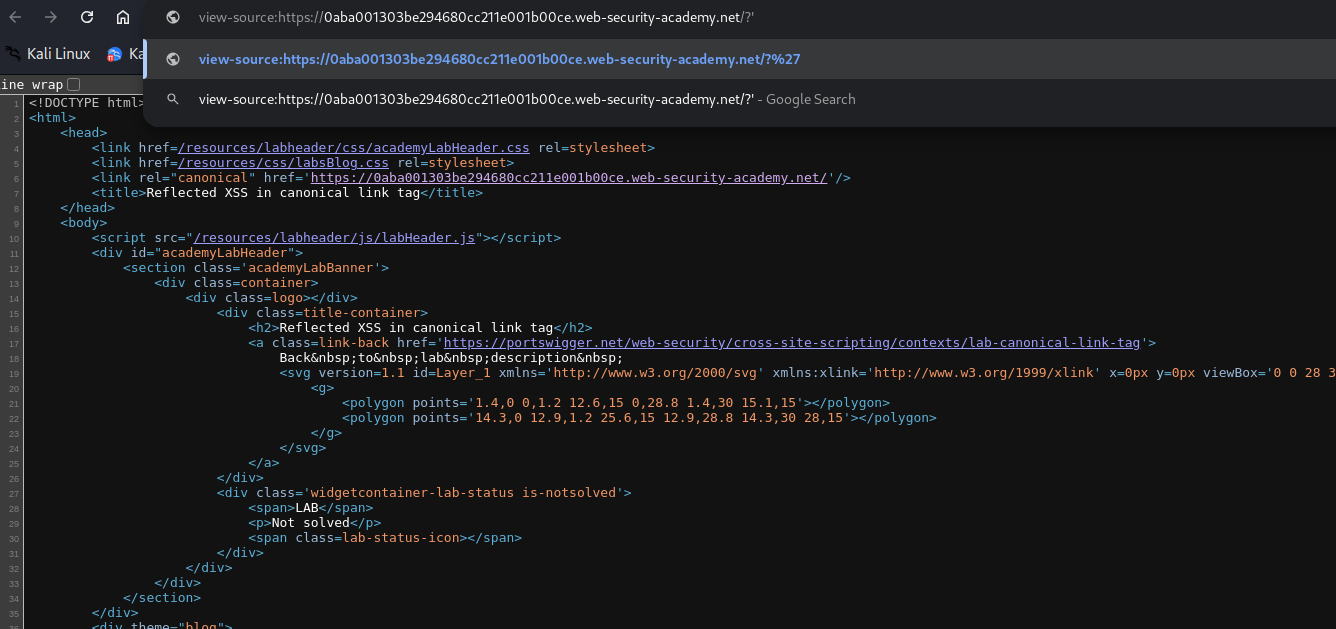 view-source:https://0aba001303be294680cc211e001b00ce.web-security-academy.net/?'
Kali Linux Ka
view-source:https://0aba001303be294680cc211e001b00ce.web-security-academy.net/?%27
view-source:https://0aba001303be294680cc211e001b00ce.web-security-academy.net/?' - Google Search
ine wrap
1 <!DOCTYPE html>
2 <html>
3 <head>
4 <link href=/resources/labheader/css/academyLabHeader.css rel=stylesheet>
5 <link href=/resources/css/labsBlog.css rel=stylesheet>
6 <link rel="canonical" href='https://0aba001303be294680cc211e001b00ce.web-security-academy.net/'/>
7 <title>Reflected XSS in canonical link tag</title>
8 </head>
9 <body>
10 <script src="/resources/labheader/js/labHeader.js"></script>
11 <div id="academyLabHeader">
12 <section class='academyLabBanner'>
13 <div class=container>
14 <div class=logo></div>
15 <div class=title-container>
16 <h2>Reflected XSS in canonical link tag</h2>
17 <a class=link-back href='https://portswigger.net/web-security/cross-site-scripting/contexts/lab-canonical-link-tag'>
18 Back&nbsp;to&nbsp;lab&nbsp;description&nbsp;
19 <svg version=1.1 id=Layer_1 xmlns='http://www.w3.org/2000/svg' xmlns:xlink='http://www.w3.org/1999/xlink' x=0px y=0px viewBox='0 0 28 3
20 <g>
21 <polygon points='1.4,0 0,1.2 12.6,15 0,28.8 1.4,30 15.1,15'></polygon>
22 <polygon points='14.3,0 12.9,1.2 25.6,15 12.9,28.8 14.3,30 28,15'></polygon>
23 </g>
24 </svg>
25 </a>
26 </div>
27 <div class='widgetcontainer-lab-status is-notsolved'>
28 <span>LAB</span>
29 <p>Not solved</p>
30 <span class=lab-status-icon></span>
31 </div>
32 </div>
33 </div>
34 </section>
35 </div>
36 <div theme="blog">